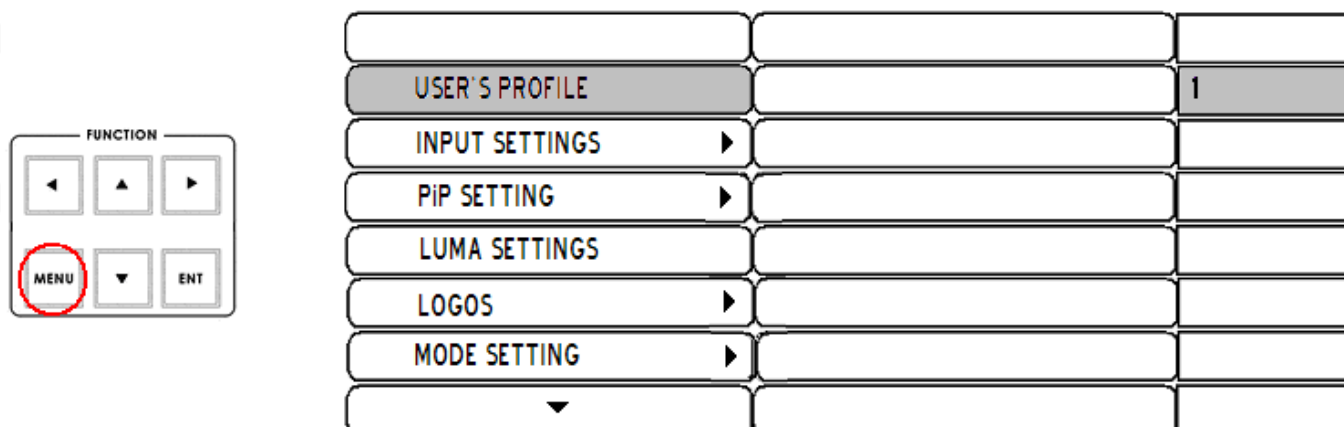 FUNCTION
MENU
ENT
USER'S PROFILE
1
INPUT SETTINGS
PiP SETTING
LUMA SETTINGS
LOGOS
MODE SETTING